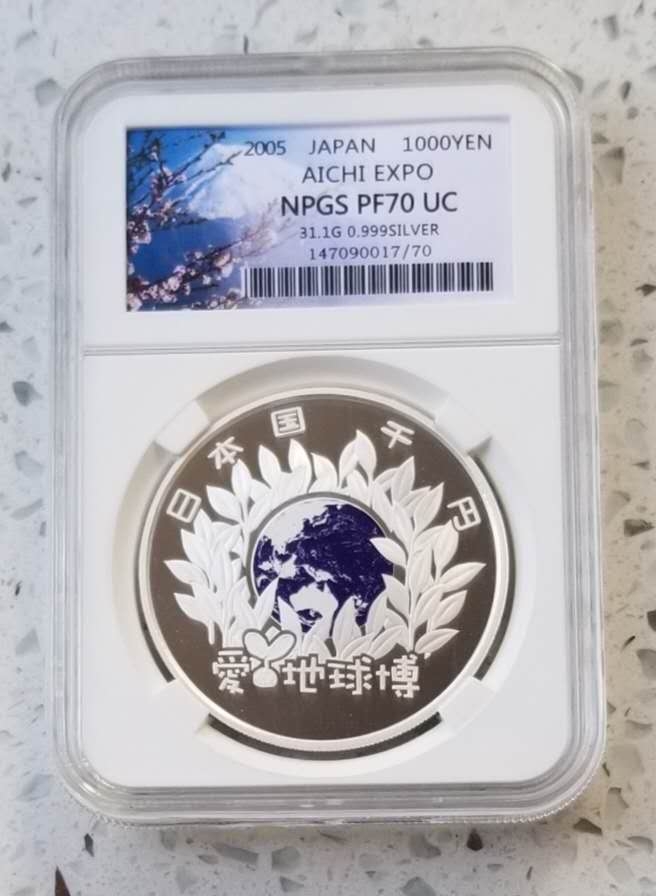 2005 JAPAN 1000YEN
AICHI EXPO
NPGS PF70 UC
31.1G 0.999SILVER
147090017/70
日本国 千円
愛・地球博